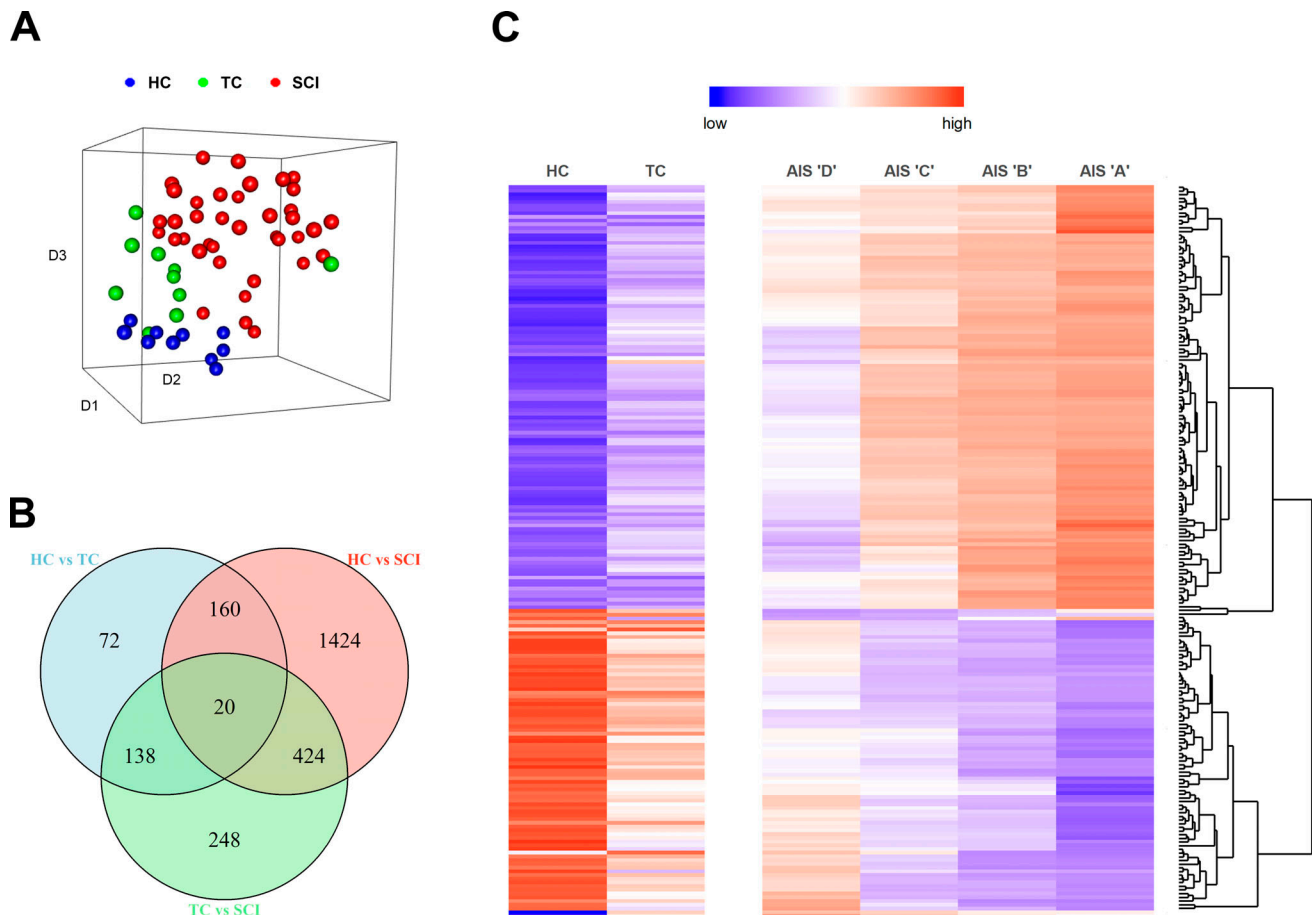 A
HC TC SCI
D3
D2
D1
B
HC vs TC
HC vs SCI
160
72
1424
20
138
424
248
TC vs SCI
C
low high
HC TC AIS 'D' AIS 'C' AIS 'B' AIS 'A'